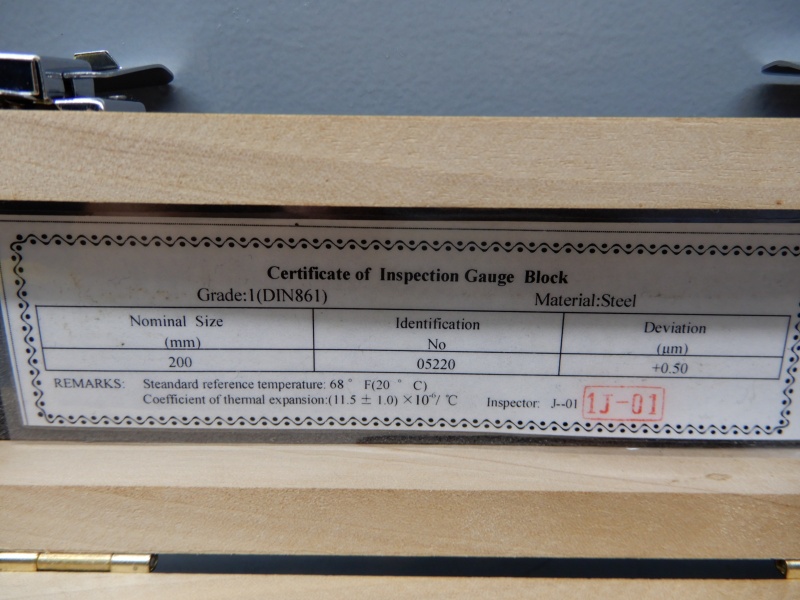 Certificate of Inspection Gauge Block
Grade:1(DIN861) Material:Steel
Nominal Size (mm) Identification No Deviation (μm)
200 05220 +0.50
REMARKS: Steandard reference temperature: 68 ° F(20 ° C)
Coefficient of thermal expansion:(11.5 ± 1.0) ×10⁻⁶/ ℃ Inspector: J--01 1J-01